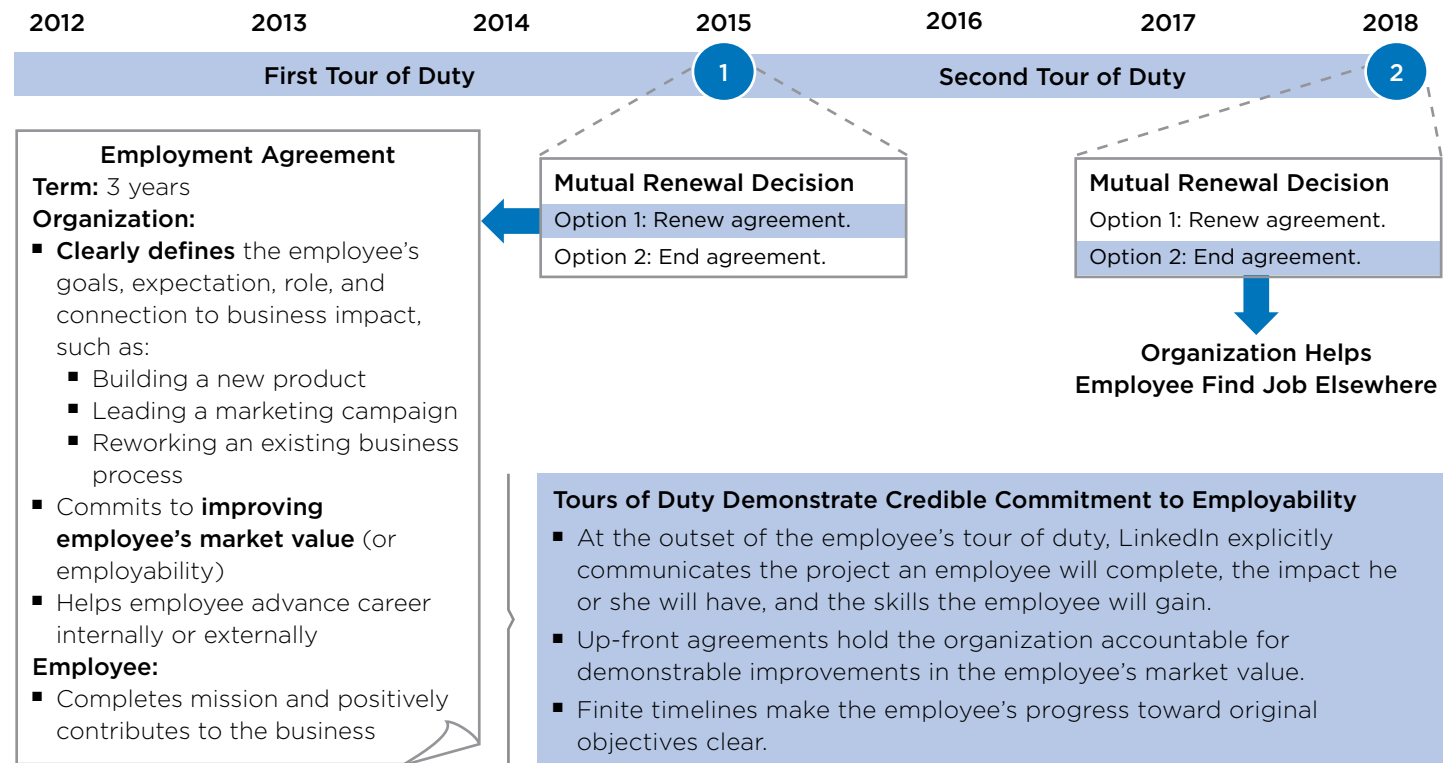 2012 2013 2014 2015 2016 2017 2018
First Tour of Duty 1 Second Tour of Duty 2
Employment Agreement
Term: 3 years
Organization:
■ Clearly defines the employee's
goals, expectation, role, and
connection to business impact,
such as:
■ Building a new product
■ Leading a marketing campaign
■ Reworking an existing business
process
■ Commits to improving
employee's market value (or
employability)
■ Helps employee advance career
internally or externally
Employee:
■ Completes mission and positively
contributes to the business
Mutual Renewal Decision
Option 1: Renew agreement.
Option 2: End agreement.
Mutual Renewal Decision
Option 1: Renew agreement.
Option 2: End agreement.
Organization Helps
Employee Find Job Elsewhere
Tours of Duty Demonstrate Credible Commitment to Employability
■ At the outset of the employee's tour of duty, LinkedIn explicitly
communicates the project an employee will complete, the impact he
or she will have, and the skills the employee will gain.
■ Up-front agreements hold the organization accountable for
demonstrable improvements in the employee's market value.
■ Finite timelines make the employee's progress toward original
objectives clear.